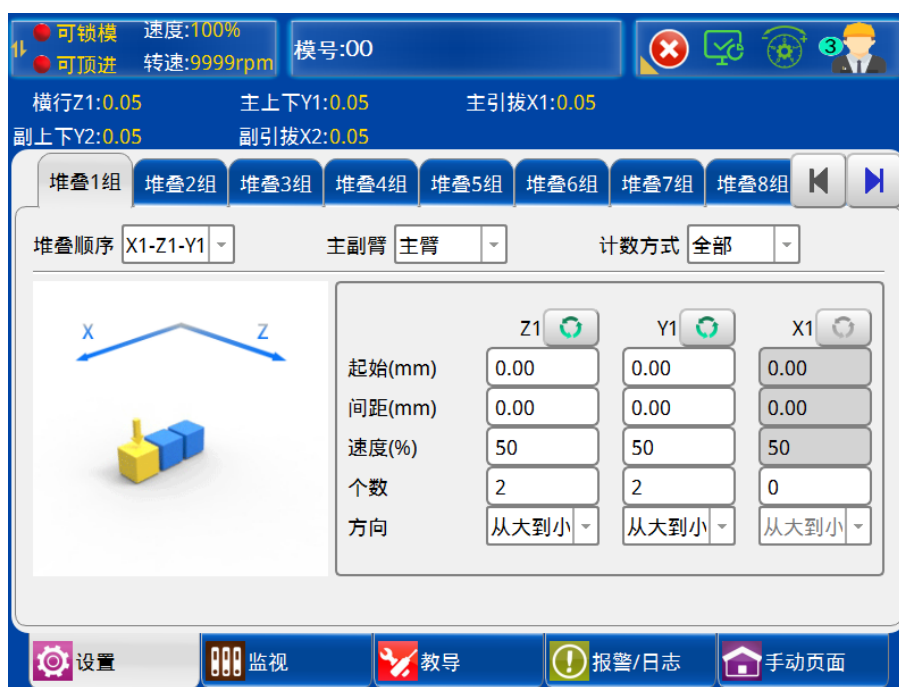 可锁模 速度:100%
可顶进 转速:9999rpm 模号:00 3
横行Z1:0.05 主上下Y1:0.05 主引拔X1:0.05
副上下Y2:0.05 副引拔X2:0.05
堆叠1组 堆叠2组 堆叠3组 堆叠4组 堆叠5组 堆叠6组 堆叠7组 堆叠8组
堆叠顺序 X1-Z1-Y1 主副臂 主臂 计数方式 全部
X Z
Z1 Y1 X1
起始(mm) 0.00 0.00 0.00
间距(mm) 0.00 0.00 0.00
速度(%) 50 50 50
个数 2 2 0
方向 从大到小 从大到小 从大到小
设置 监视 教导 报警/日志 手动页面